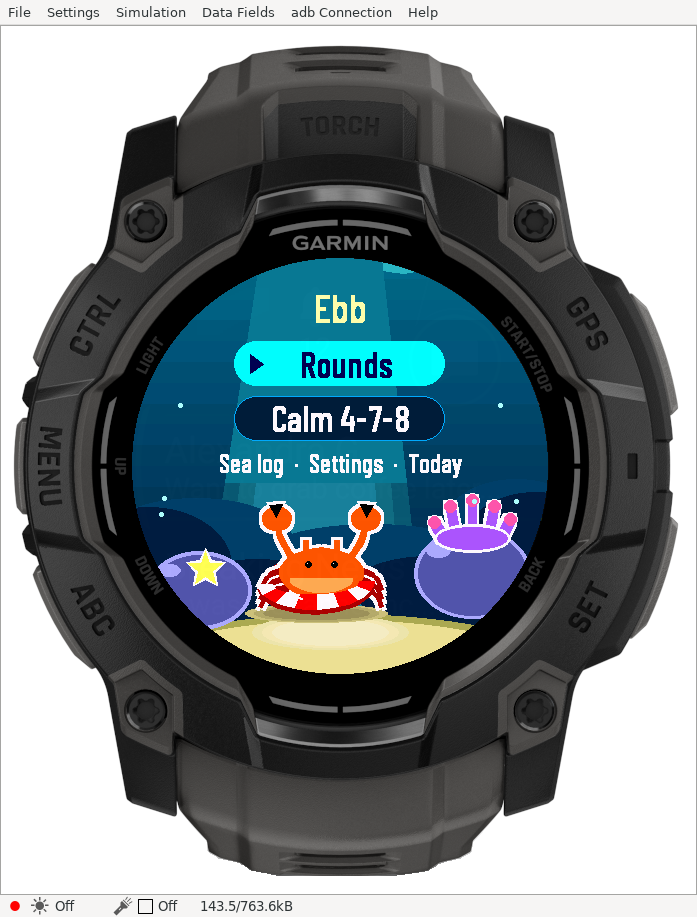 File Settings Simulation Data Fields adb Connection Help
TORCH
GARMIN
CTRL
GPS
LIGHT
START/STOP
Ebb
Rounds
Calm 4-7-8
Sea log · Settings · Today
MENU
UP
DOWN
BACK
ABC
SET
Off Off 143.5/763.6kB